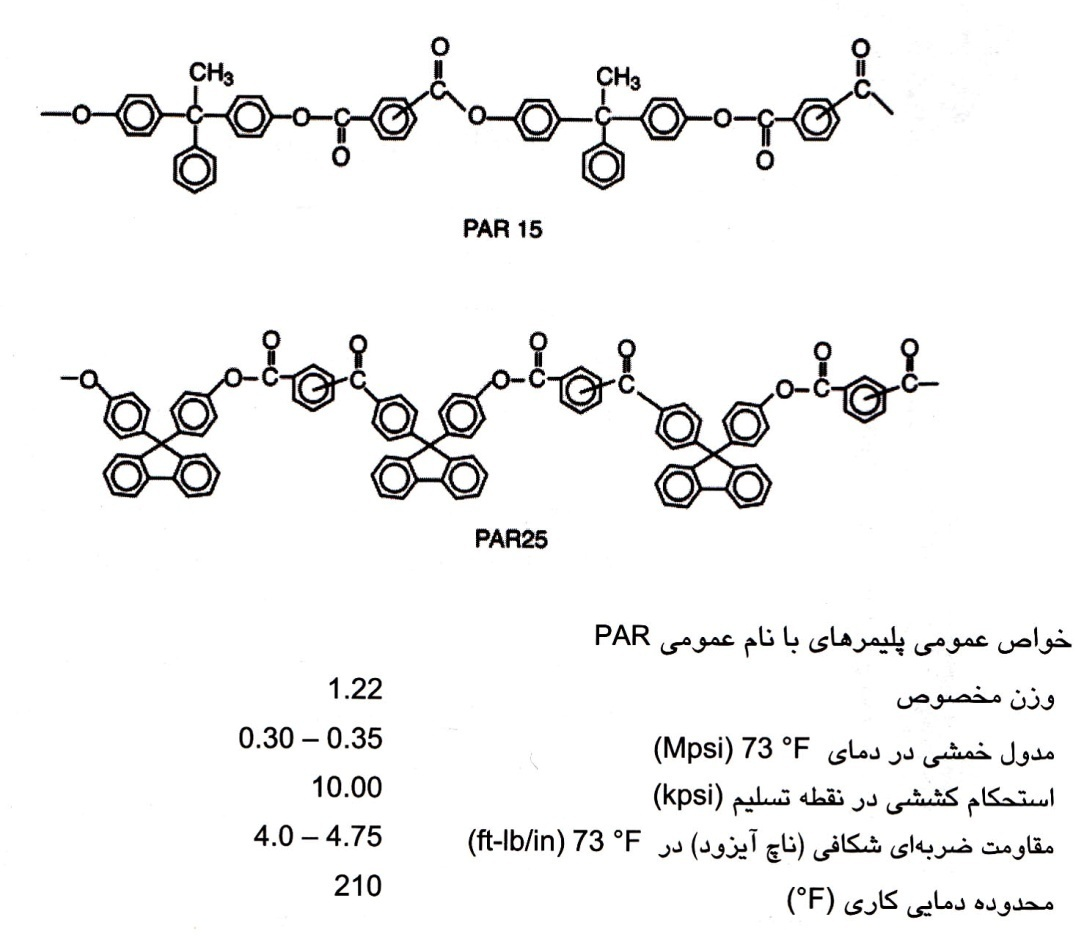 PAR 15
PAR25
خواص عمومی پلیمرهای با نام عمومی PAR
وزن مخصوص 1.22
مدول خمشی در دمای 73 °F (Mpsi) 0.30 – 0.35
استحکام کششی در نقطه تسلیم (kpsi) 10.00
مقاومت ضربه‌ای شکافی (ناچ آیزود) در 73 °F (ft-lb/in) 4.0 – 4.75
محدوده دمایی کاری (°F) 210